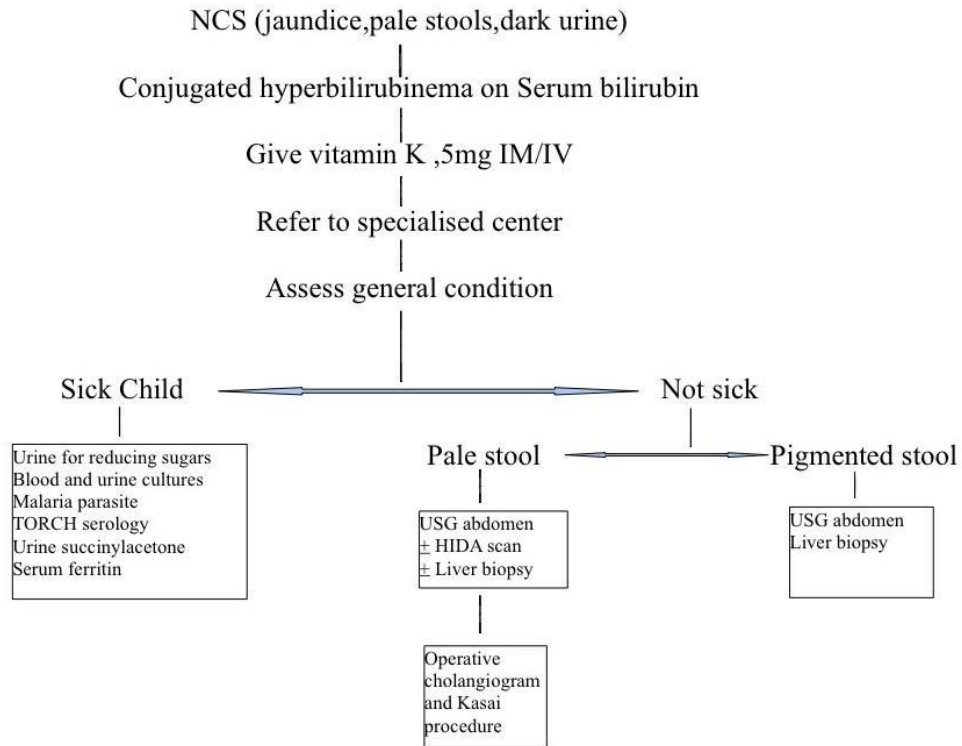 NCS (jaundice,pale stools,dark urine)
Conjugated hyperbilirubinema on Serum bilirubin
Give vitamin K ,5mg IM/IV
Refer to specialised center
Assess general condition
Sick Child
Not sick
Urine for reducing sugars
Blood and urine cultures
Malaria parasite
TORCH serology
Urine succinylacetone
Serum ferritin
Pale stool
Pigmented stool
USG abdomen
± HIDA scan
± Liver biopsy
USG abdomen
Liver biopsy
Operative
cholangiogram
and Kasai
procedure